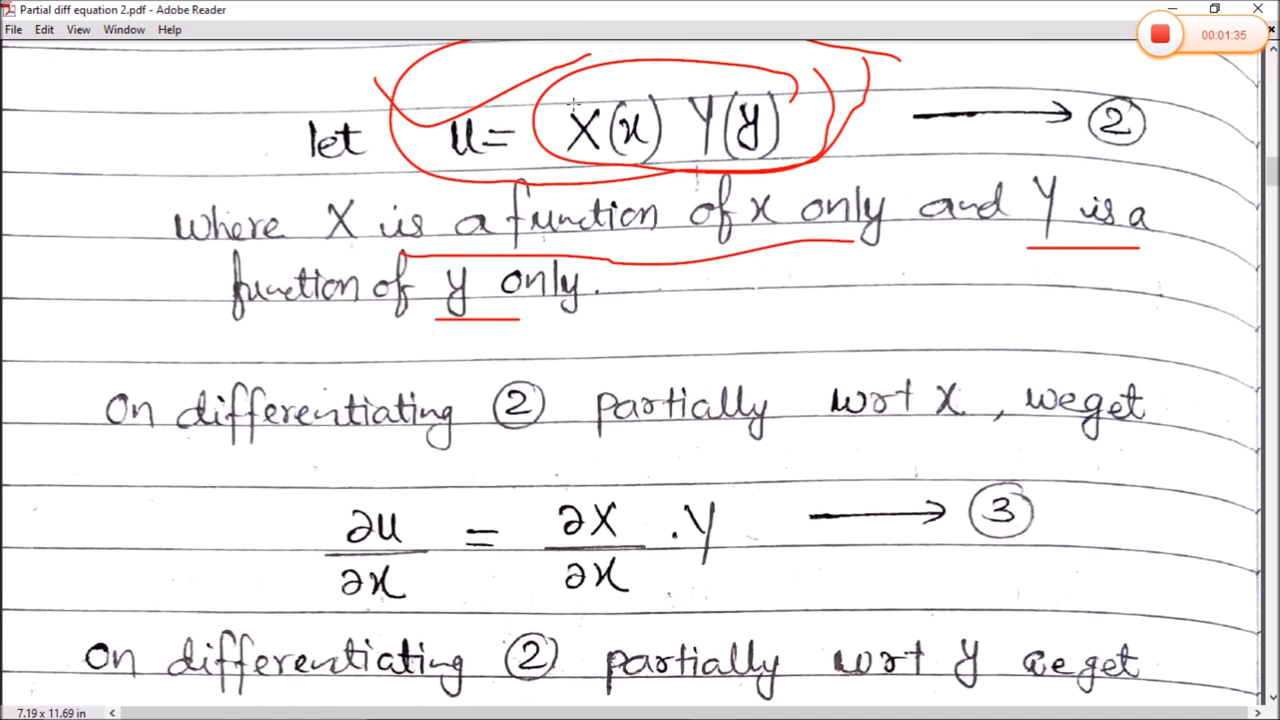 Partial diff equation 2.pdf - Adobe Reader
File Edit View Window Help
00:01:35
let u = X(x) Y(y) → ②
where X is a function of x only and Y is a
function of y only.
On differentiating ② partially wrt x, we get
∂u/∂x = ∂X/∂x . Y → ③
On differentiating ② partially wrt y we get
7.19 x 11.69 in